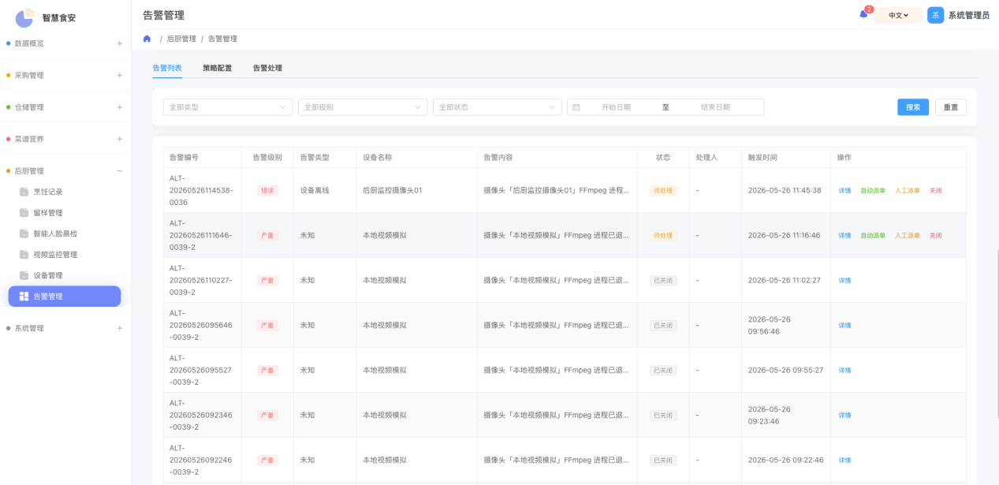 智慧食安
告警管理
2
中文
系
系统管理员
/ 后厨管理 / 告警管理
数据概览
采购管理
仓储管理
菜谱营养
后厨管理
烹饪记录
留样管理
智能人脸晨检
视频监控管理
设备管理
告警管理
系统管理
告警列表 策略配置 告警处理
全部类型 全部级别 全部状态 开始日期 至 结束日期 搜索 重置
告警编号 告警级别 告警类型 设备名称 告警内容 状态 处理人 触发时间 操作
ALT-
20260526114538-
0036
错误 设备离线 后厨监控摄像头01 摄像头「后厨监控摄像头01」FFmpeg 进程... 待处理 - 2026-05-26 11:45:38 详情 自动派单 人工派单 关闭
ALT-
20260526111646-
0039-2
严重 未知 本地视频模拟 摄像头「本地视频模拟」FFmpeg 进程已退... 待处理 - 2026-05-26 11:16:46 详情 自动派单 人工派单 关闭
ALT-
20260526110227-
0039-2
严重 未知 本地视频模拟 摄像头「本地视频模拟」FFmpeg 进程已退... 已关闭 - 2026-05-26 11:02:27 详情
ALT-
20260526095646
-0039-2
严重 未知 本地视频模拟 摄像头「本地视频模拟」FFmpeg 进程已退... 已关闭 - 2026-05-26
09:56:46
详情
ALT-
20260526095527
-0039-2
严重 未知 本地视频模拟 摄像头「本地视频模拟」FFmpeg 进程已退... 已关闭 - 2026-05-26 09:55:27 详情
ALT-
20260526092346
-0039-2
严重 未知 本地视频模拟 摄像头「本地视频模拟」FFmpeg 进程已退... 已关闭 - 2026-05-26
09:23:46
详情
ALT-
20260526092246
-0039-2
严重 未知 本地视频模拟 摄像头「本地视频模拟」FFmpeg 进程已退... 已关闭 - 2026-05-26 09:22:46 详情